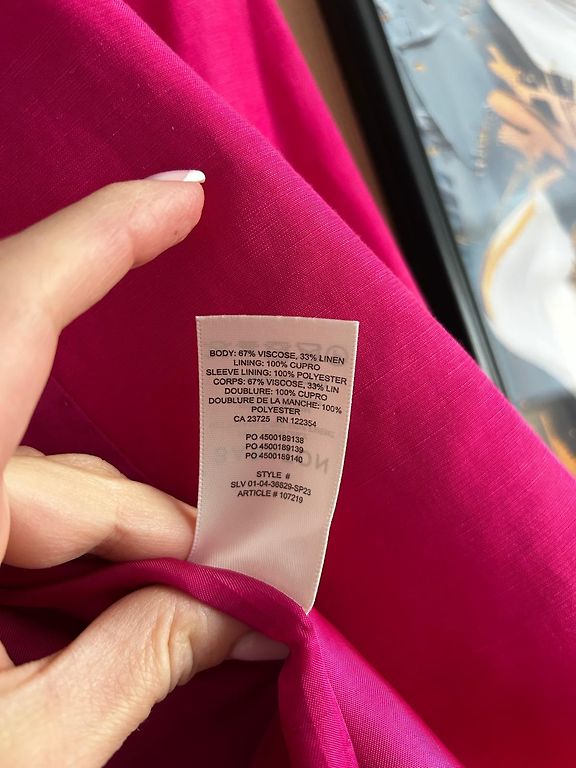 BODY: 67% VISCOSE, 33% LINEN
LINING: 100% CUPRO
SLEEVE LINING: 100% POLYESTER
CORPS: 67% VISCOSE, 33% LIN
DOUBLURE: 100% CUPRO
DOUBLURE DE LA MANCHE: 100%
POLYESTER
CA 23725 RN 122354
PO 4500189138
PO 4500189139
PO 4500189140
STYLE #
SLV 01-04-36829-SP23
ARTICLE # 107219